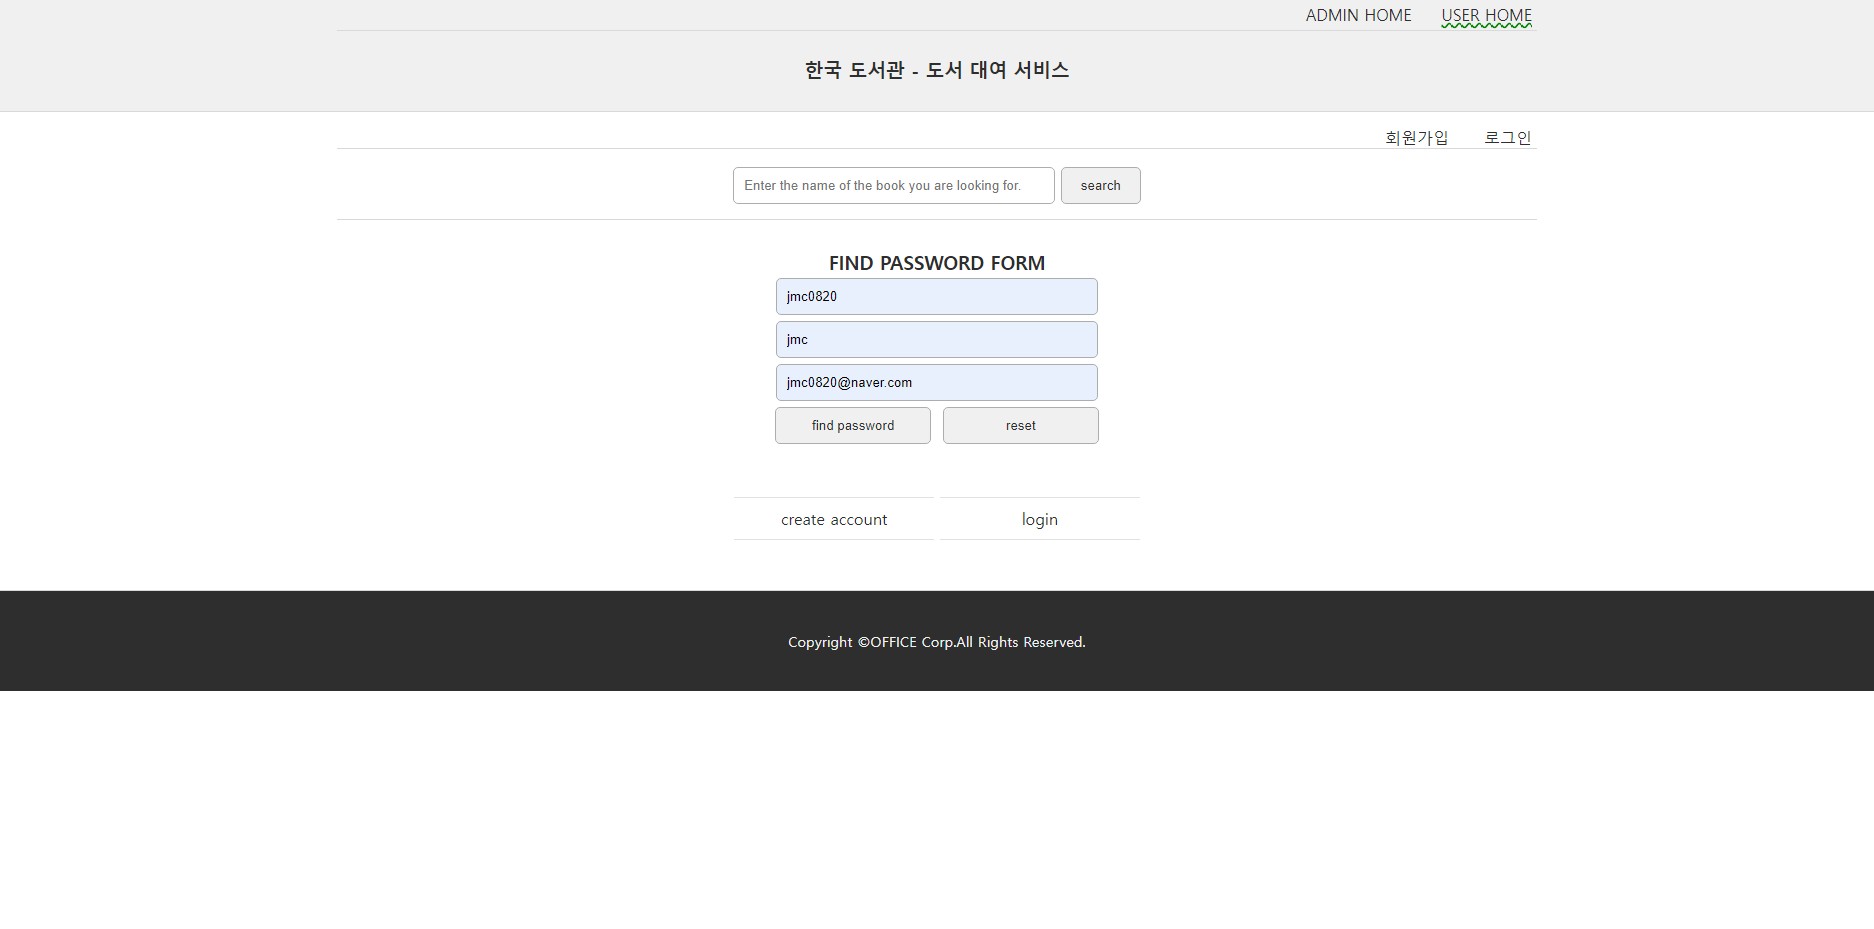 ADMIN HOME USER HOME
한국 도서관 - 도서 대여 서비스
회원가입 로그인
Enter the name of the book you are looking for. search
FIND PASSWORD FORM
jmc0820
jmc
jmc0820@naver.com
find password reset
create account login
Copyright ©OFFICE Corp.All Rights Reserved.